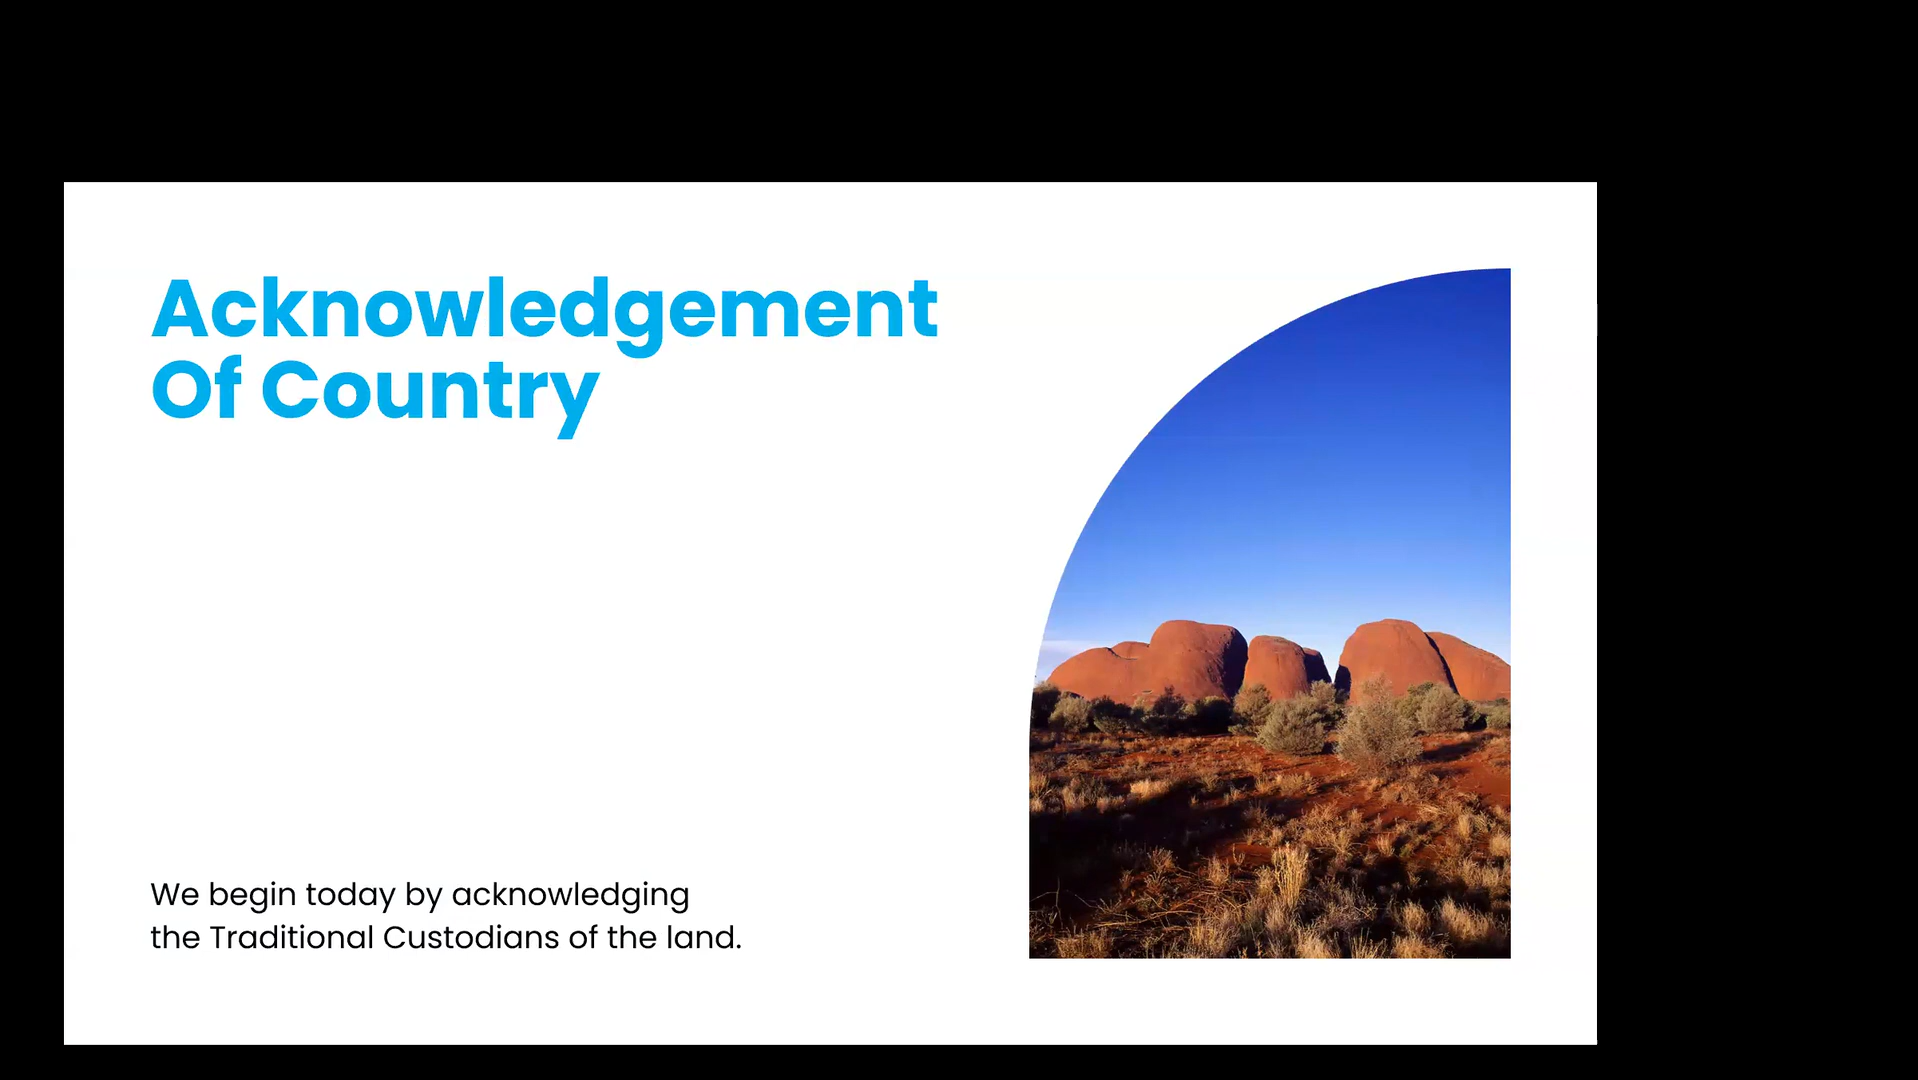 Acknowledgement
Of Country
We begin today by acknowledging
the Traditional Custodians of the land.